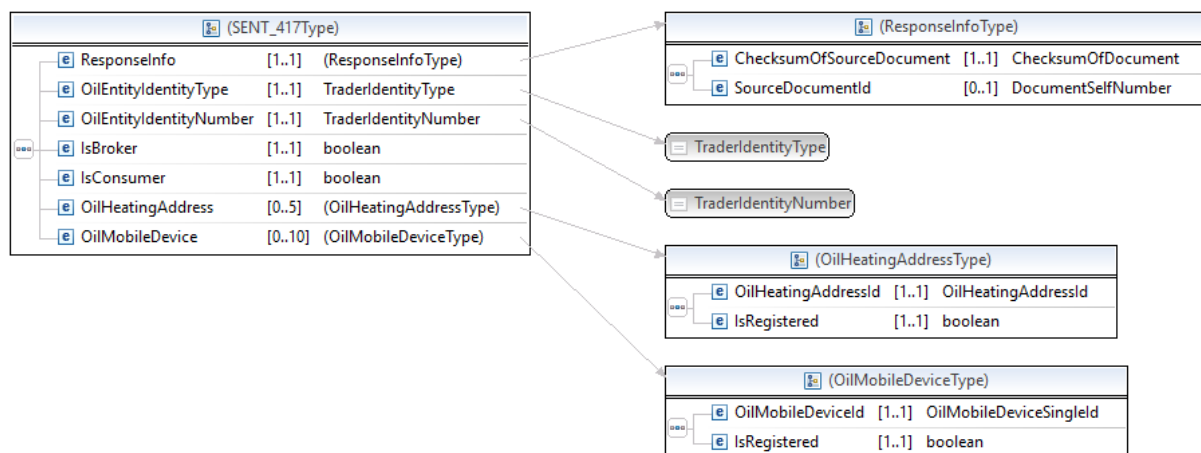 (SENT_417Type)
ResponseInfo [1..1] (ResponseInfoType)
OilEntityIdentityType [1..1] TraderIdentityType
OilEntityIdentityNumber [1..1] TraderIdentityNumber
IsBroker [1..1] boolean
IsConsumer [1..1] boolean
OilHeatingAddress [0..5] (OilHeatingAddressType)
OilMobileDevice [0..10] (OilMobileDeviceType)
(ResponseInfoType)
ChecksumOfSourceDocument [1..1] ChecksumOfDocument
SourceDocumentId [0..1] DocumentSelfNumber
TraderIdentityType
TraderIdentityNumber
(OilHeatingAddressType)
OilHeatingAddressId [1..1] OilHeatingAddressId
IsRegistered [1..1] boolean
(OilMobileDeviceType)
OilMobileDeviceId [1..1] OilMobileDeviceSingleId
IsRegistered [1..1] boolean